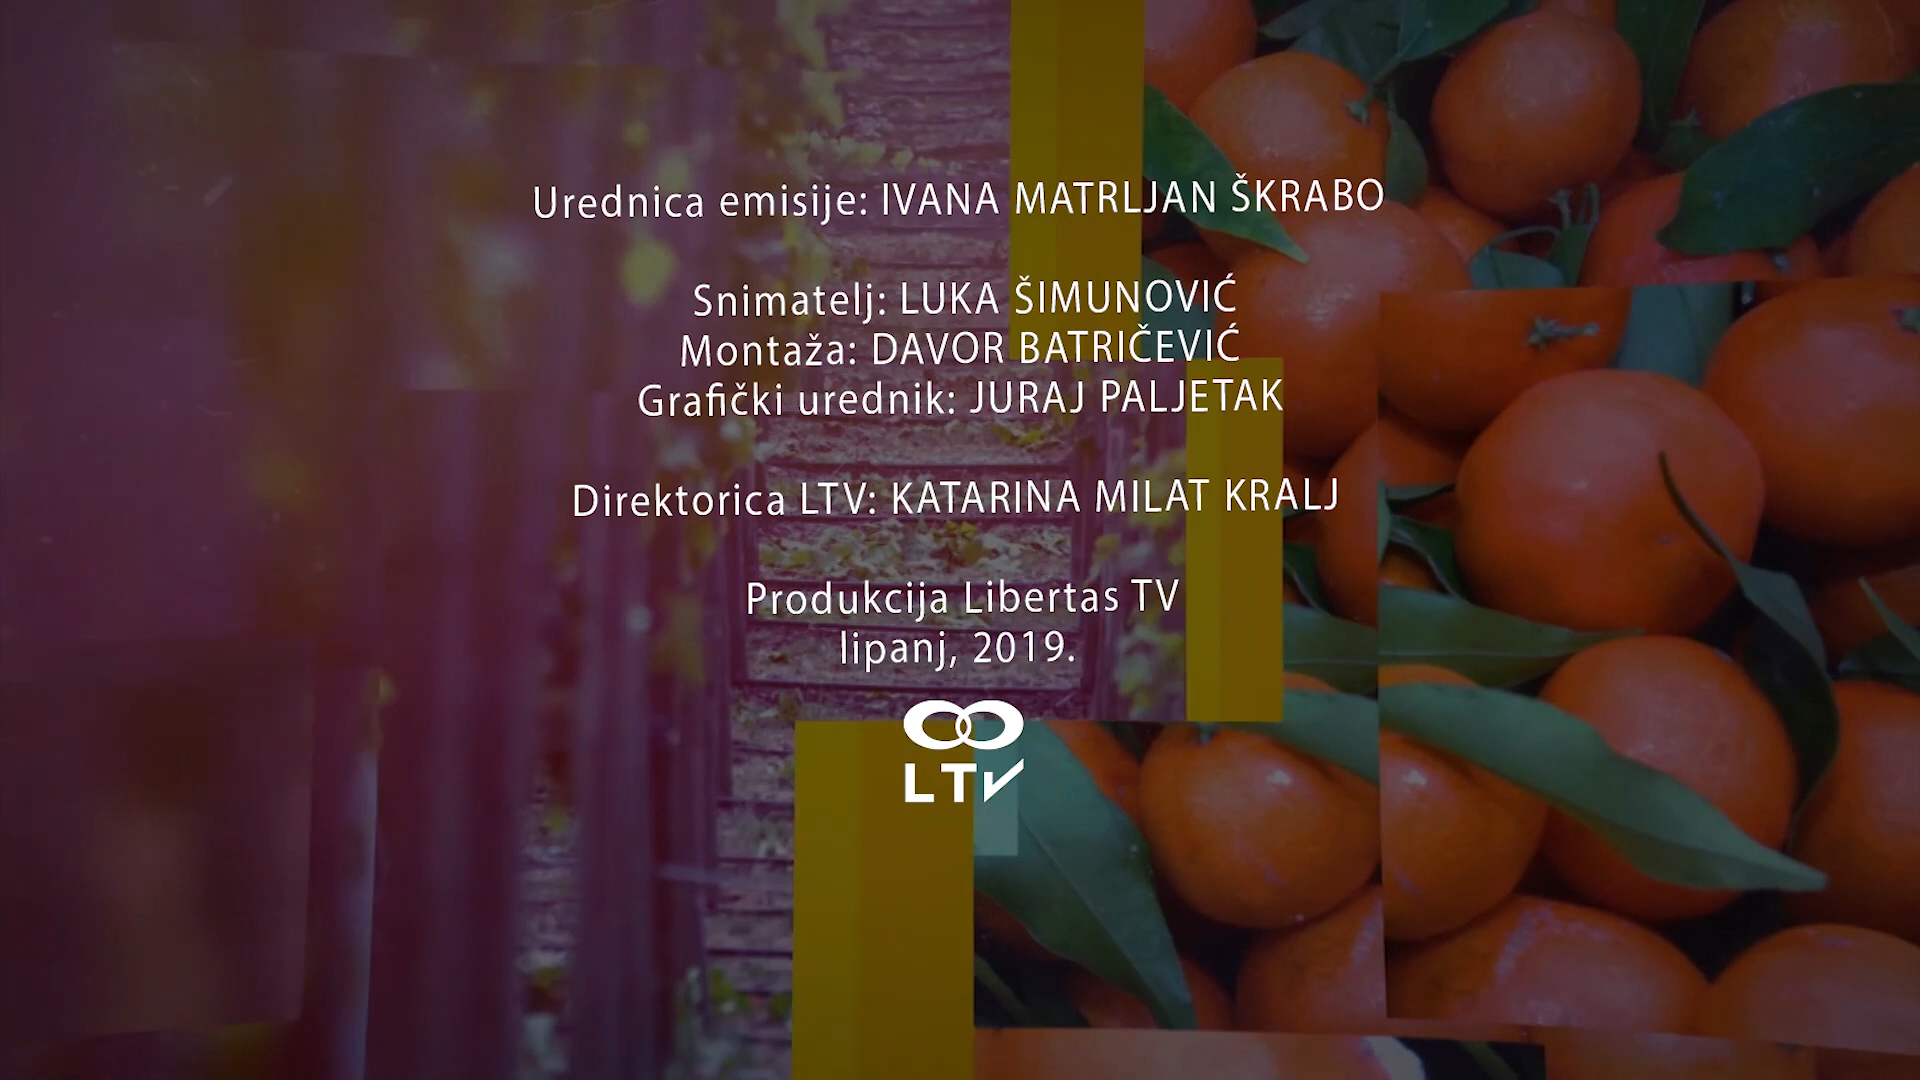 Urednica emisije: IVANA MATRLJAN ŠKRABO
Snimatelj: LUKA ŠIMUNOVIĆ
Montaža: DAVOR BATRIČEVIĆ
Grafički urednik: JURAJ PALJETAK
Direktorica LTV: KATARINA MILAT KRALJ
Produkcija Libertas TV
lipanj, 2019.
LTV